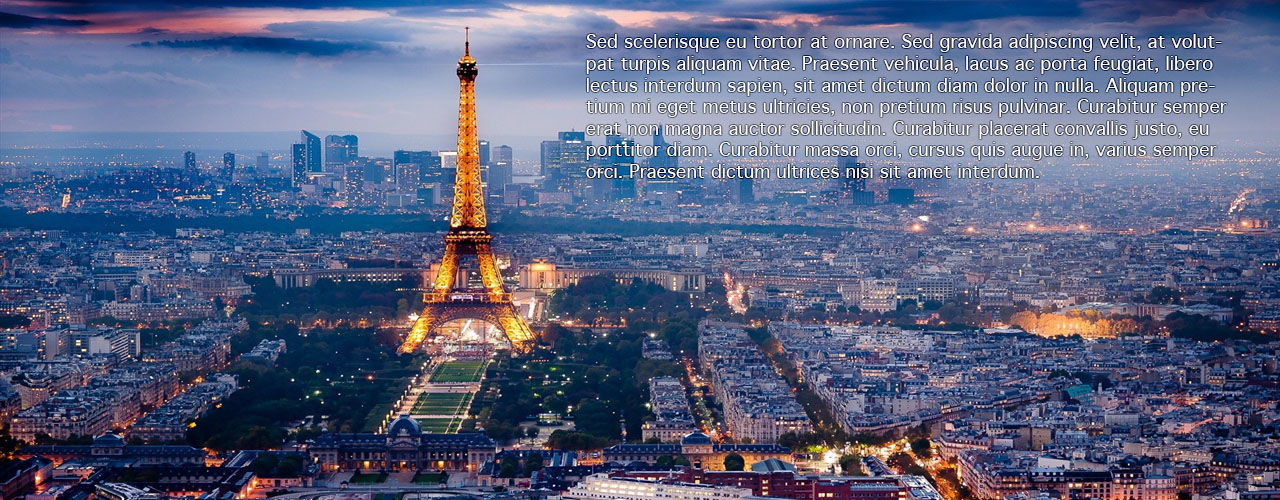 Sed scelerisque eu tortor at ornare. Sed gravida adipiscing velit, at volut-
pat turpis aliquam vitae. Praesent vehicula, lacus ac porta feugiat, libero
lectus interdum sapien, sit amet dictum diam dolor in nulla. Aliquam pre-
tium mi eget metus ultricies, non pretium risus pulvinar. Curabitur semper
erat non magna auctor sollicitudin. Curabitur placerat convallis justo, eu
porttitor diam. Curabitur massa orci, cursus quis augue in, varius semper
orci. Praesent dictum ultrices nisi sit amet interdum.